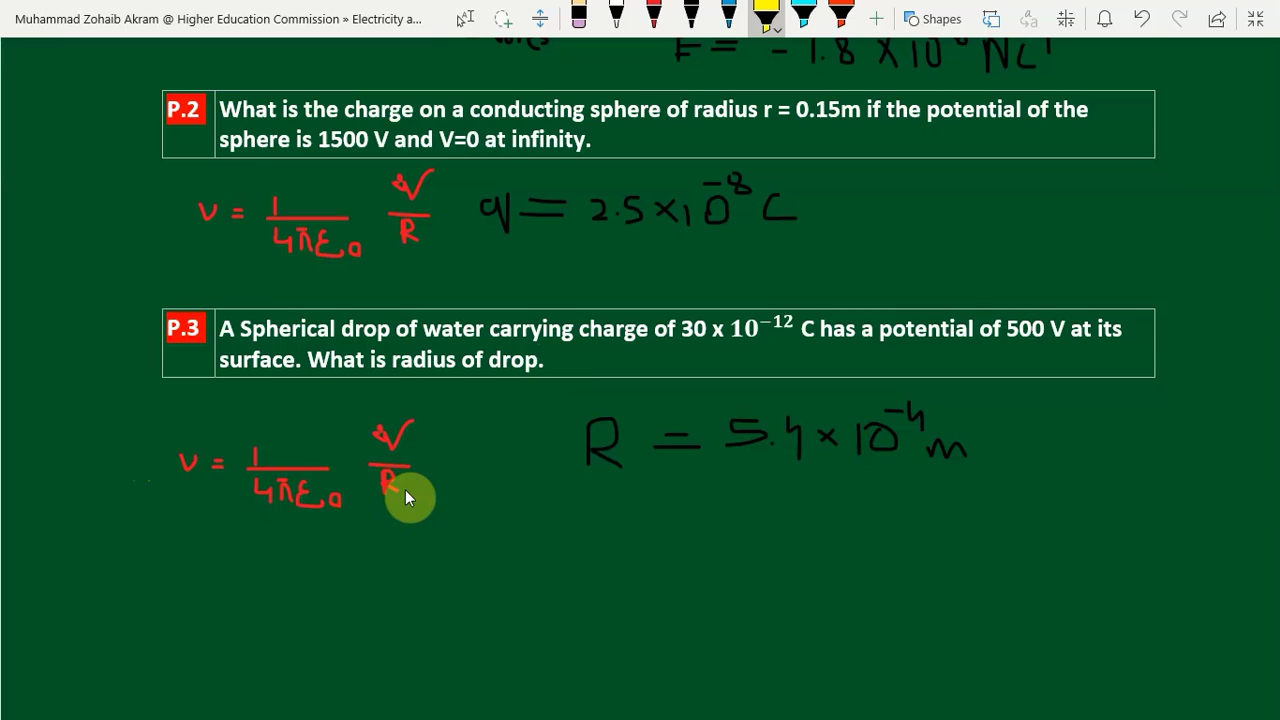 Muhammad Zohaib Akram @ Higher Education Commission » Electricity a...
Shapes
= - 1.8 × 10 NC
P.2 What is the charge on a conducting sphere of radius r = 0.15m if the potential of the
sphere is 1500 V and V=0 at infinity.
v = 1/4πε₀ q/R q = 2.5×10⁻⁸ C
P.3 A Spherical drop of water carrying charge of 30 x 10⁻¹² C has a potential of 500 V at its
surface. What is radius of drop.
v = 1/4πε₀ q/R R = 5.4×10⁻⁴ m